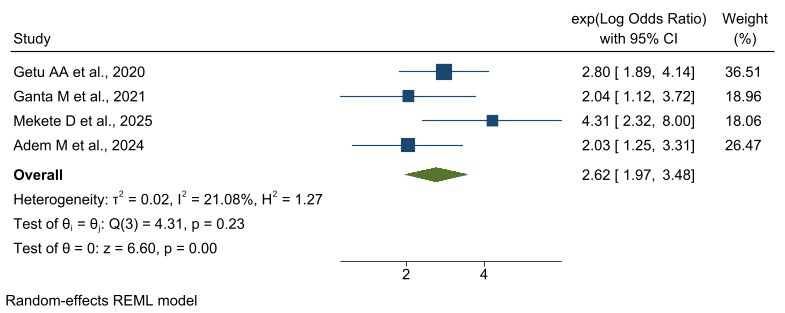 exp(Log Odds Ratio) Weight
Study with 95% CI (%)
Getu AA et al., 2020 2.80 [ 1.89, 4.14] 36.51
Ganta M et al., 2021 2.04 [ 1.12, 3.72] 18.96
Mekete D et al., 2025 4.31 [ 2.32, 8.00] 18.06
Adem M et al., 2024 2.03 [ 1.25, 3.31] 26.47
Overall 2.62 [ 1.97, 3.48]
Heterogeneity: τ² = 0.02, I² = 21.08%, H² = 1.27
Test of θᵢ = θⱼ: Q(3) = 4.31, p = 0.23
Test of θ = 0: z = 6.60, p = 0.00
2 4
Random-effects REML model